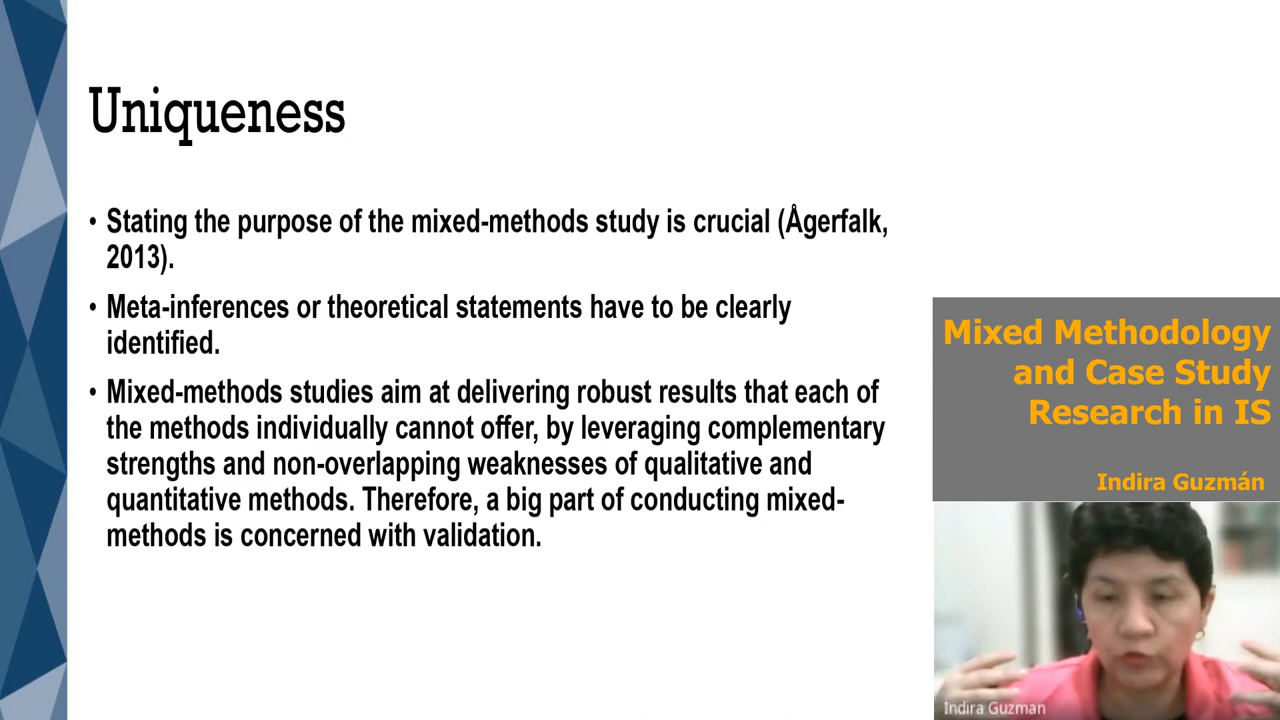 Uniqueness
• Stating the purpose of the mixed-methods study is crucial (Ågerfalk,
2013).
• Meta-inferences or theoretical statements have to be clearly
identified.
• Mixed-methods studies aim at delivering robust results that each of
the methods individually cannot offer, by leveraging complementary
strengths and non-overlapping weaknesses of qualitative and
quantitative methods. Therefore, a big part of conducting mixed-
methods is concerned with validation.
Mixed Methodology
and Case Study
Research in IS
Indira Guzmán
Indira Guzman